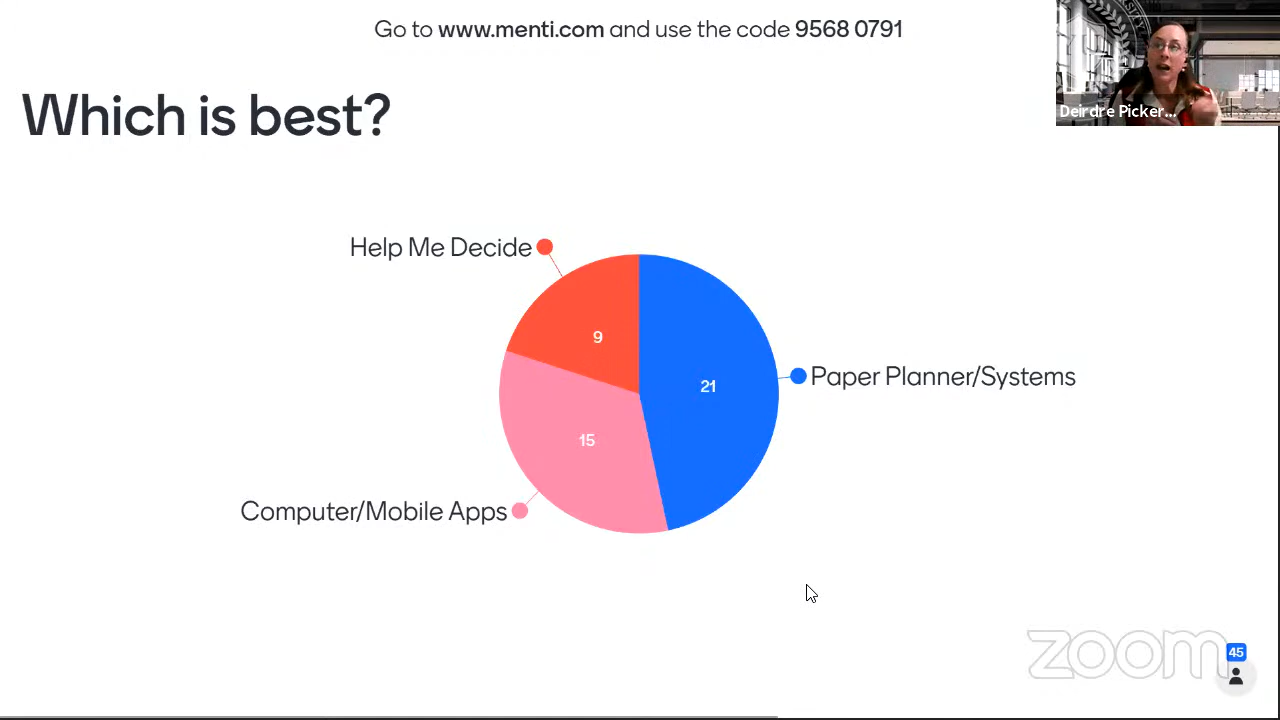 Go to www.menti.com and use the code 9568 0791
Deirdre Picker...
Which is best?
Help Me Decide
9
21
Paper Planner/Systems
15
Computer/Mobile Apps
zoom
45